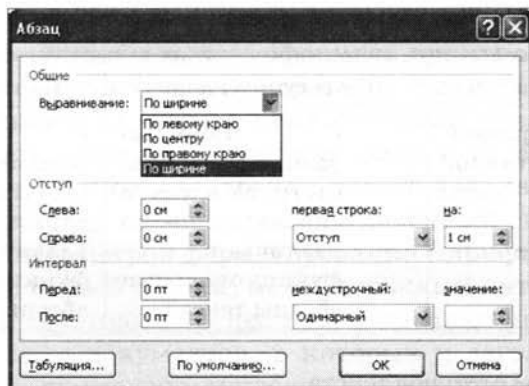 Абзац
Общие
Выравнивание: По ширине
По левому краю
По центру
По правому краю
По ширине
Отступ
Слева: 0 см первая строка: на:
Справа: 0 см Отступ 1 см
Интервал
Перед: 0 пт междустрочный: значение:
После: 0 пт Одинарный
Табуляция... По умолчанию... ОК Отмена